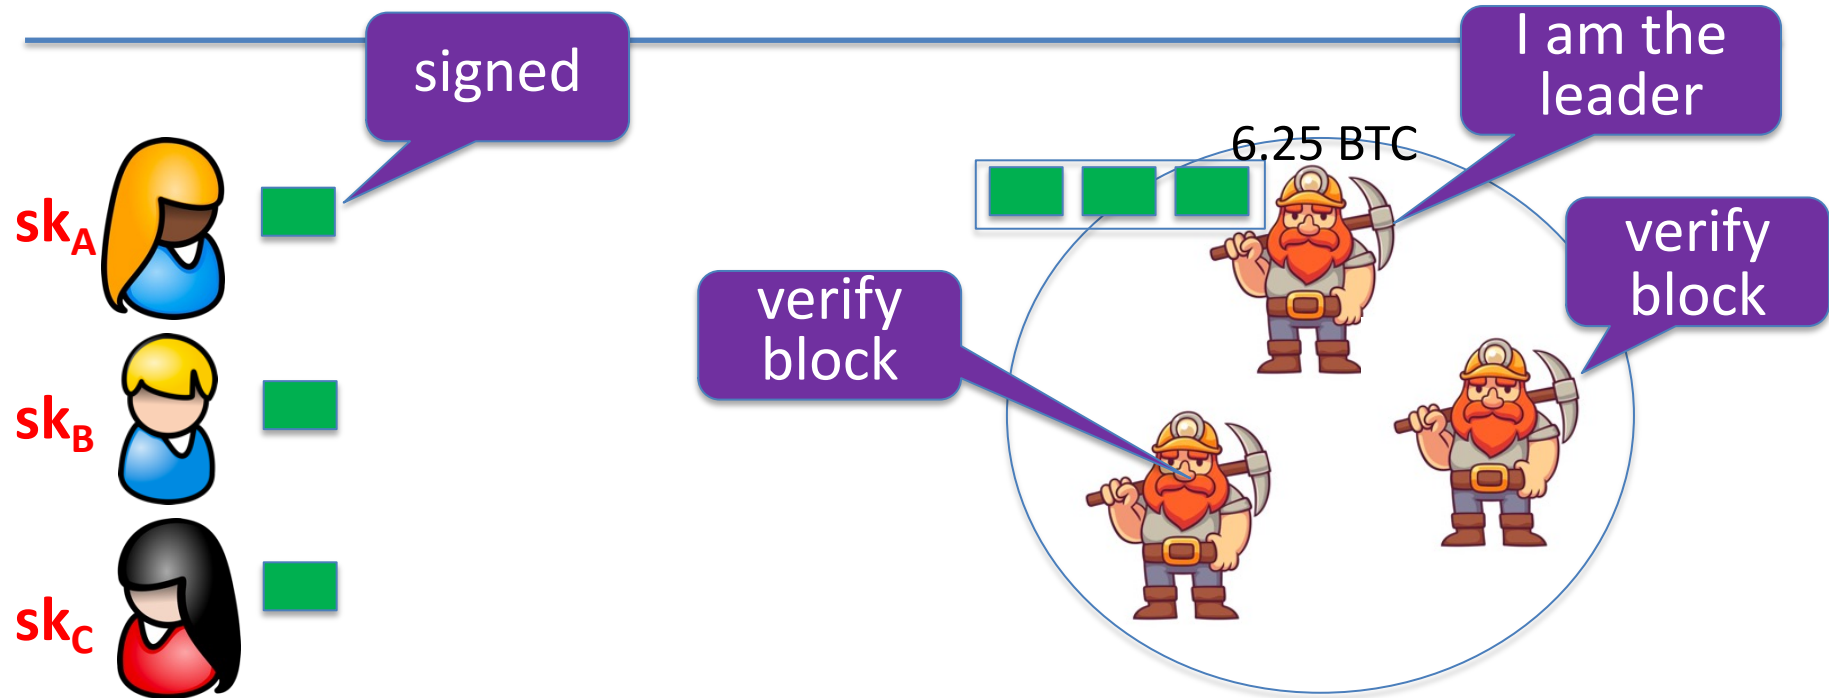 signed
I am the
leader
6.25 BTC
sk_A
verify
block
verify
block
sk_B
sk_C